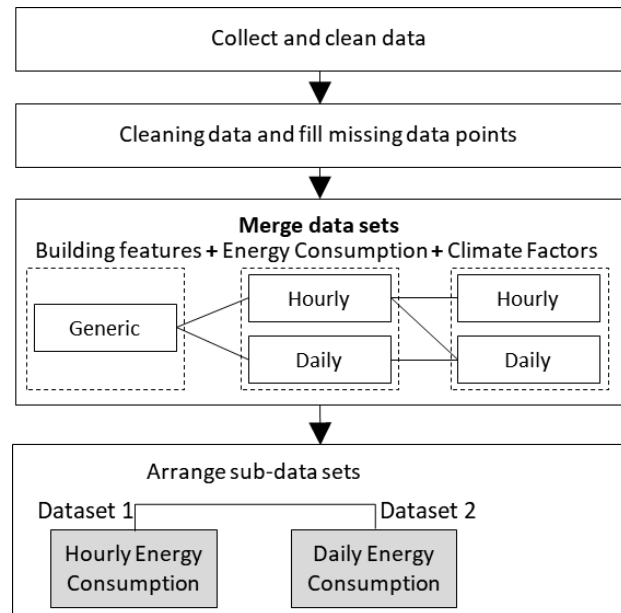 Collect and clean data
Cleaning data and fill missing data points
Merge data sets
Building features + Energy Consumption + Climate Factors
Generic
Hourly
Daily
Hourly
Daily
Arrange sub-data sets
Dataset 1
Dataset 2
Hourly Energy
Consumption
Daily Energy
Consumption